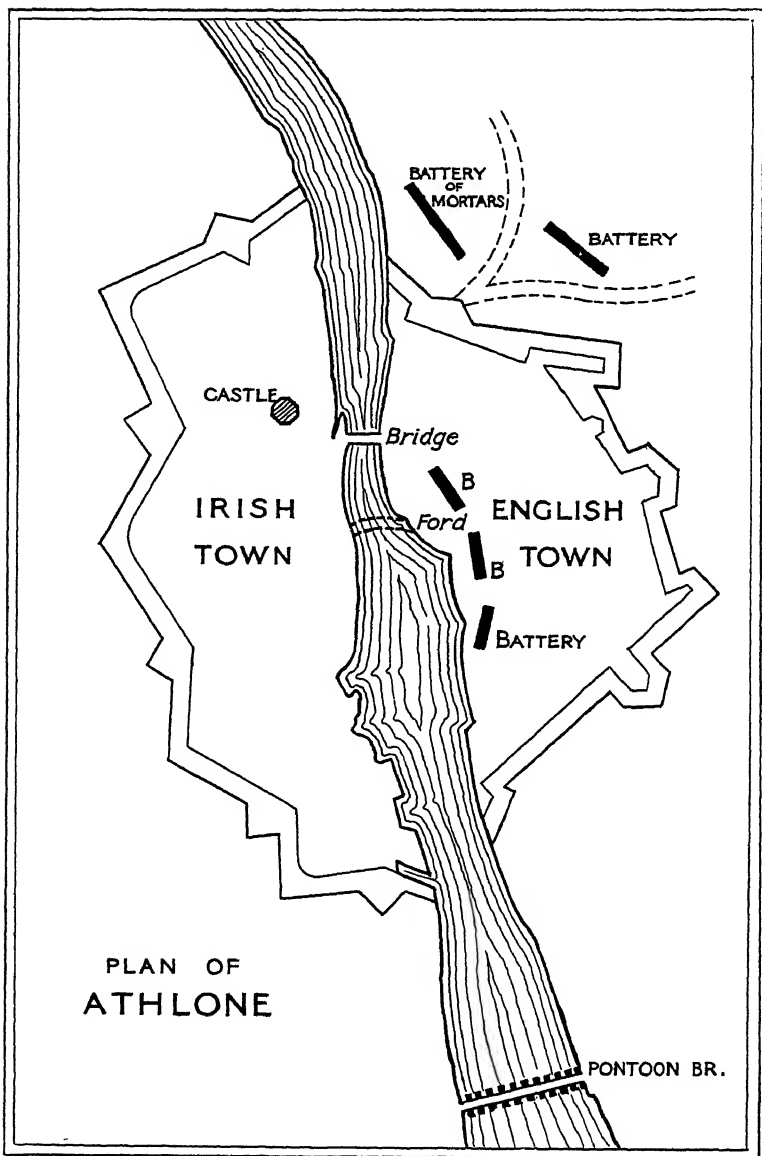 BATTERY
OF
MORTARS
BATTERY
CASTLE
Bridge
B
IRISH
TOWN
Ford
ENGLISH
TOWN
B
BATTERY
PLAN OF
ATHLONE
PONTOON BR.